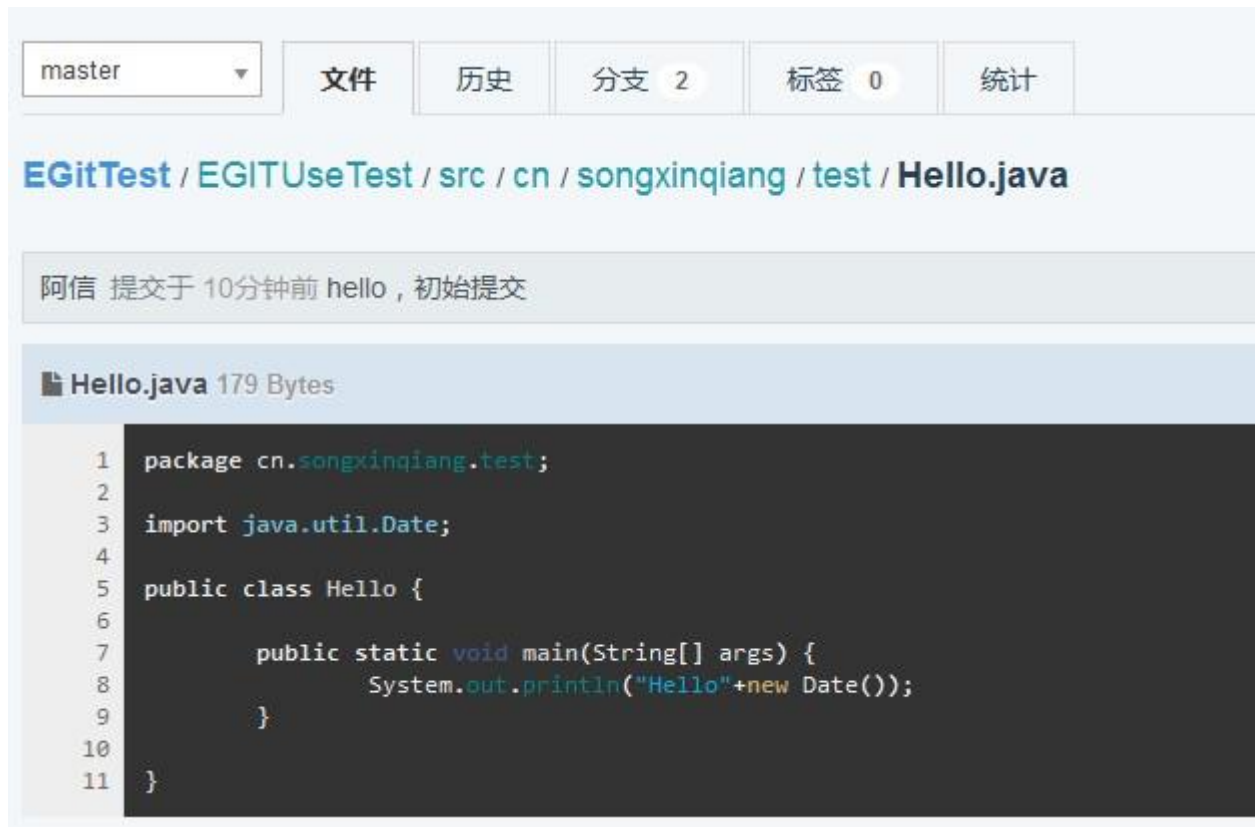 master 文件 历史 分支 2 标签 0 统计
EGitTest / EGITUseTest / src / cn / songxinqiang / test / Hello.java
阿信 提交于 10分钟前 hello，初始提交
Hello.java 179 Bytes
1 package cn.songxinqiang.test;
2
3 import java.util.Date;
4
5 public class Hello {
6
7 public static void main(String[] args) {
8 System.out.println("Hello"+new Date());
9 }
10
11 }